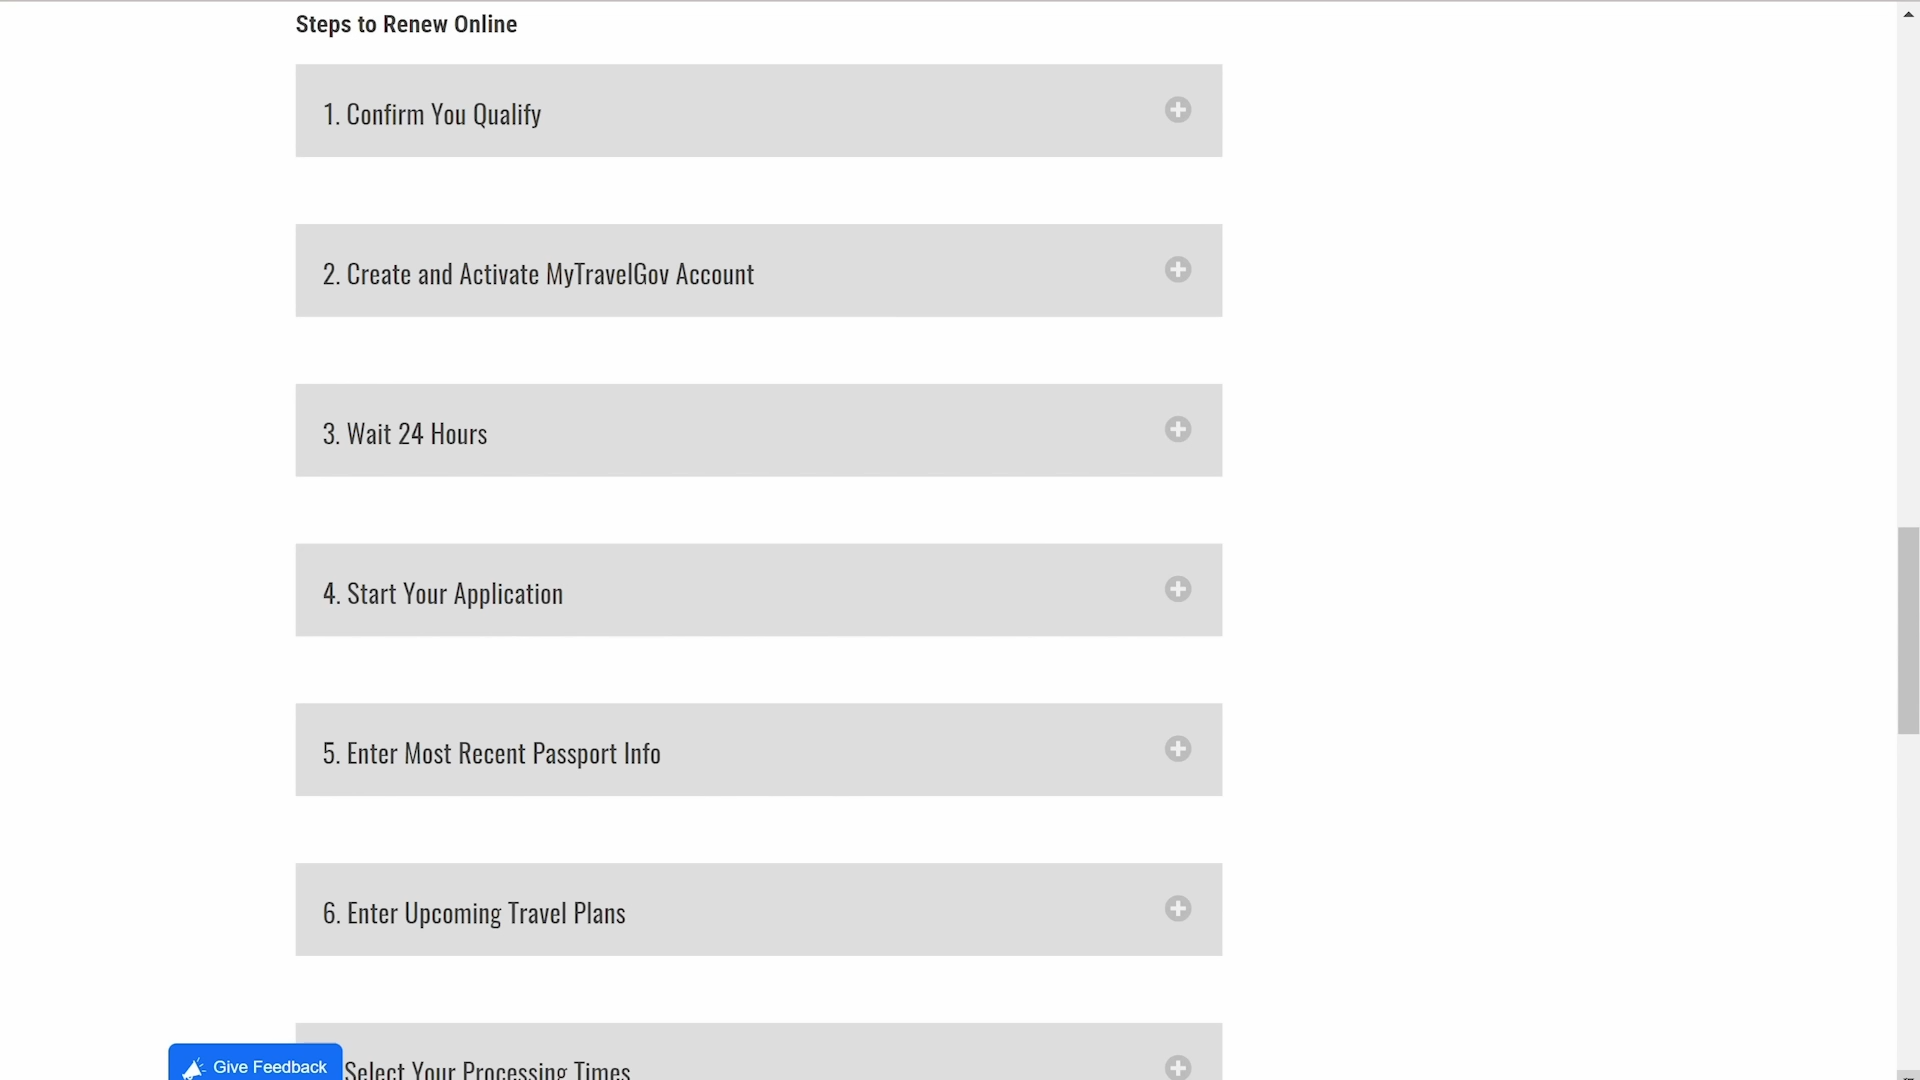 Steps to Renew Online
1. Confirm You Qualify
2. Create and Activate MyTravelGov Account
3. Wait 24 Hours
4. Start Your Application
5. Enter Most Recent Passport Info
6. Enter Upcoming Travel Plans
Select Your Processing Times
Give Feedback